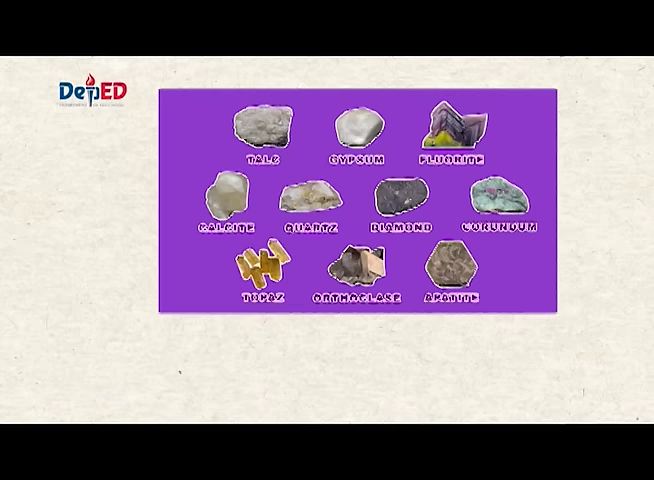 DepED
TALC GYPSUM FLUORITE
CALCITE QUARTZ DIAMOND CORUNDUM
TOPAZ ORTHOCLASE APATITE